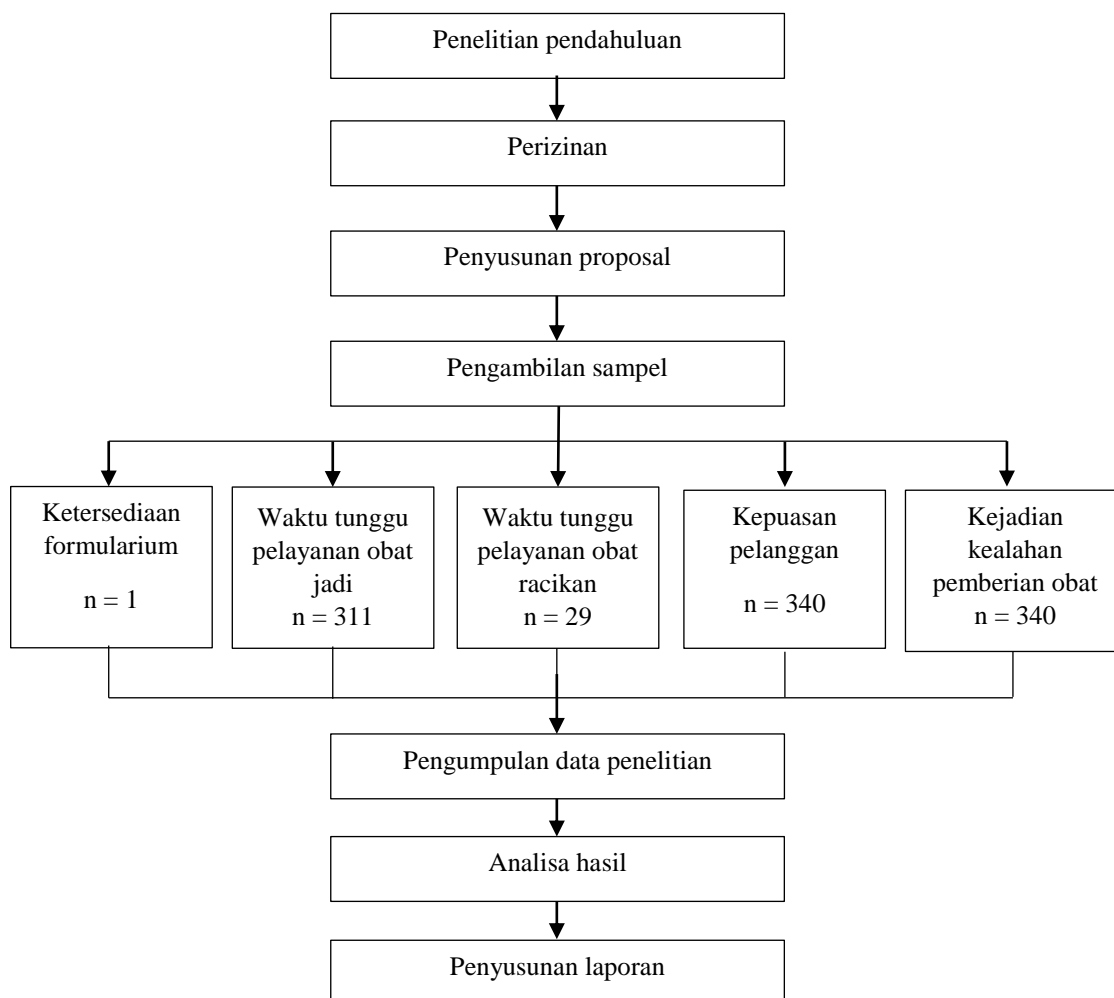 Penelitian pendahuluan
Perizinan
Penyusunan proposal
Pengambilan sampel
Ketersediaan
formularium
n = 1
Waktu tunggu
pelayanan obat
jadi
n = 311
Waktu tunggu
pelayanan obat
racikan
n = 29
Kepuasan
pelanggan
n = 340
Kejadian
kealahan
pemberian obat
n = 340
Pengumpulan data penelitian
Analisa hasil
Penyusunan laporan